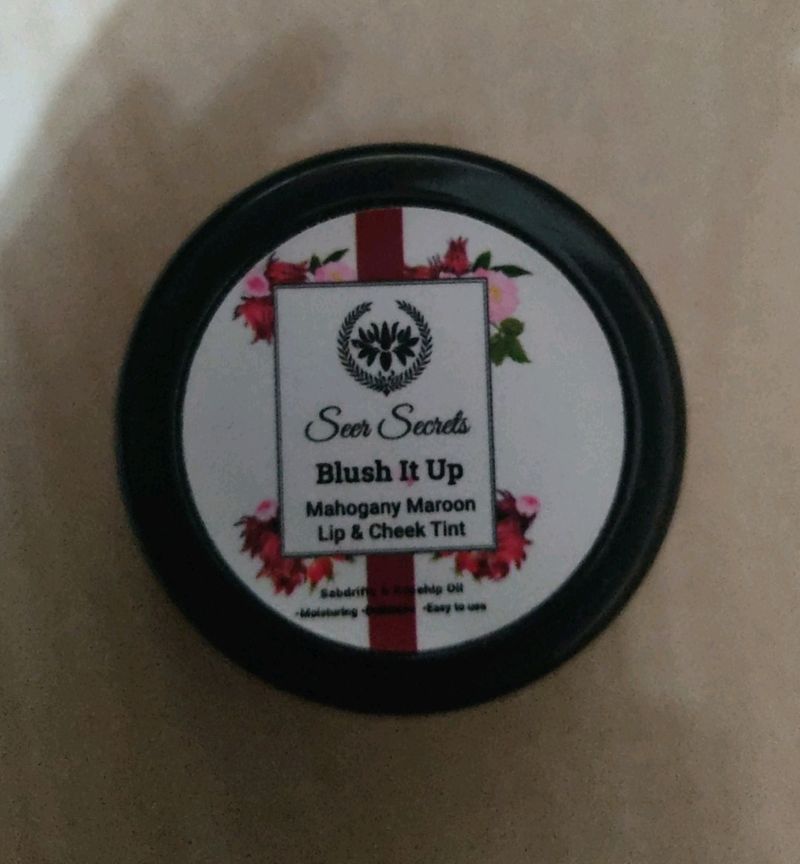 Seer Secrets
Blush It Up
Mahogany Maroon
Lip & Cheek Tint
Sabdriffa & Rosehip Oil
•Moisturing •Easy to use